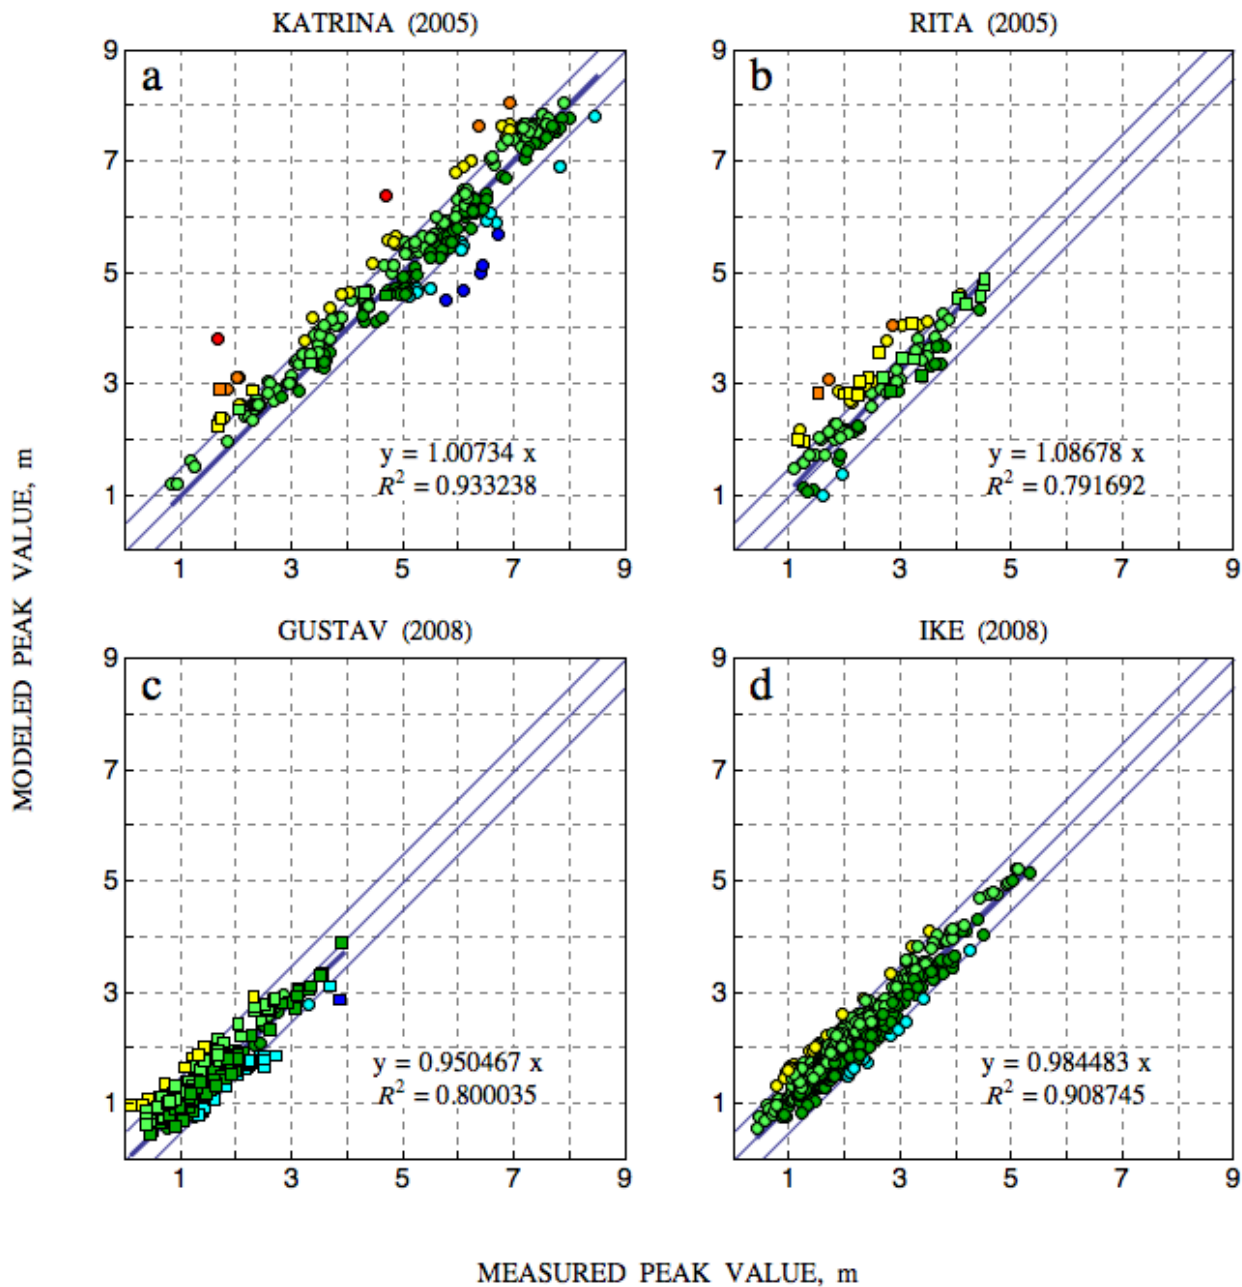 KATRINA (2005)
RITA (2005)
9
a
7
5
3
1
y = 1.00734 x
R² = 0.933238
1 3 5 7 9
9
b
7
5
3
1
y = 1.08678 x
R² = 0.791692
1 3 5 7 9
MODELED PEAK VALUE, m
GUSTAV (2008)
IKE (2008)
9
c
7
5
3
1
y = 0.950467 x
R² = 0.800035
1 3 5 7 9
9
d
7
5
3
1
y = 0.984483 x
R² = 0.908745
1 3 5 7 9
MEASURED PEAK VALUE, m